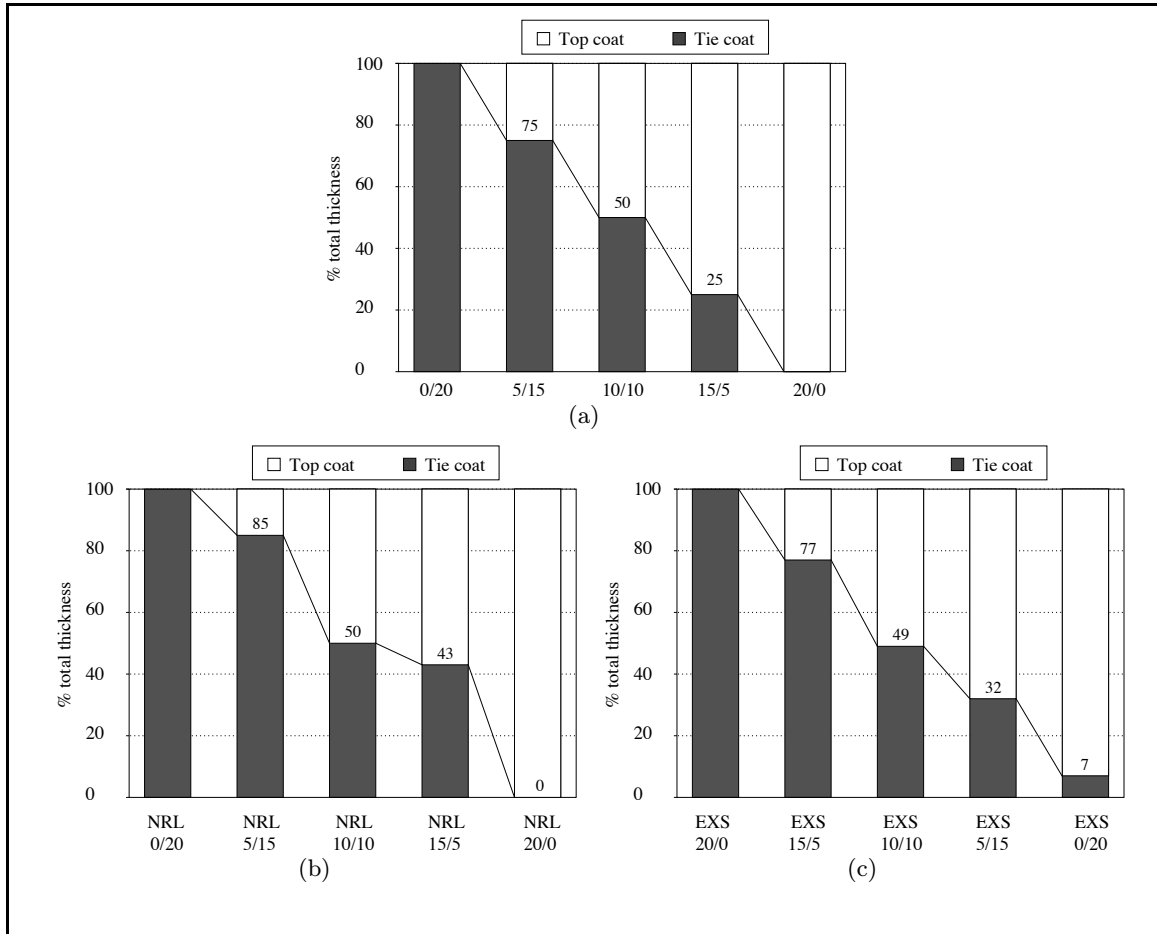 Top coat Tie coat
100
80
60
40
20
0
% total thickness
75
50
25
0/20 5/15 10/10 15/5 20/0
(a)
Top coat Tie coat
100
80
60
40
20
0
% total thickness
85
50
43
0
NRL NRL NRL NRL NRL
0/20 5/15 10/10 15/5 20/0
(b)
Top coat Tie coat
100
80
60
40
20
0
% total thickness
77
49
32
7
EXS EXS EXS EXS EXS
20/0 15/5 10/10 5/15 0/20
(c)